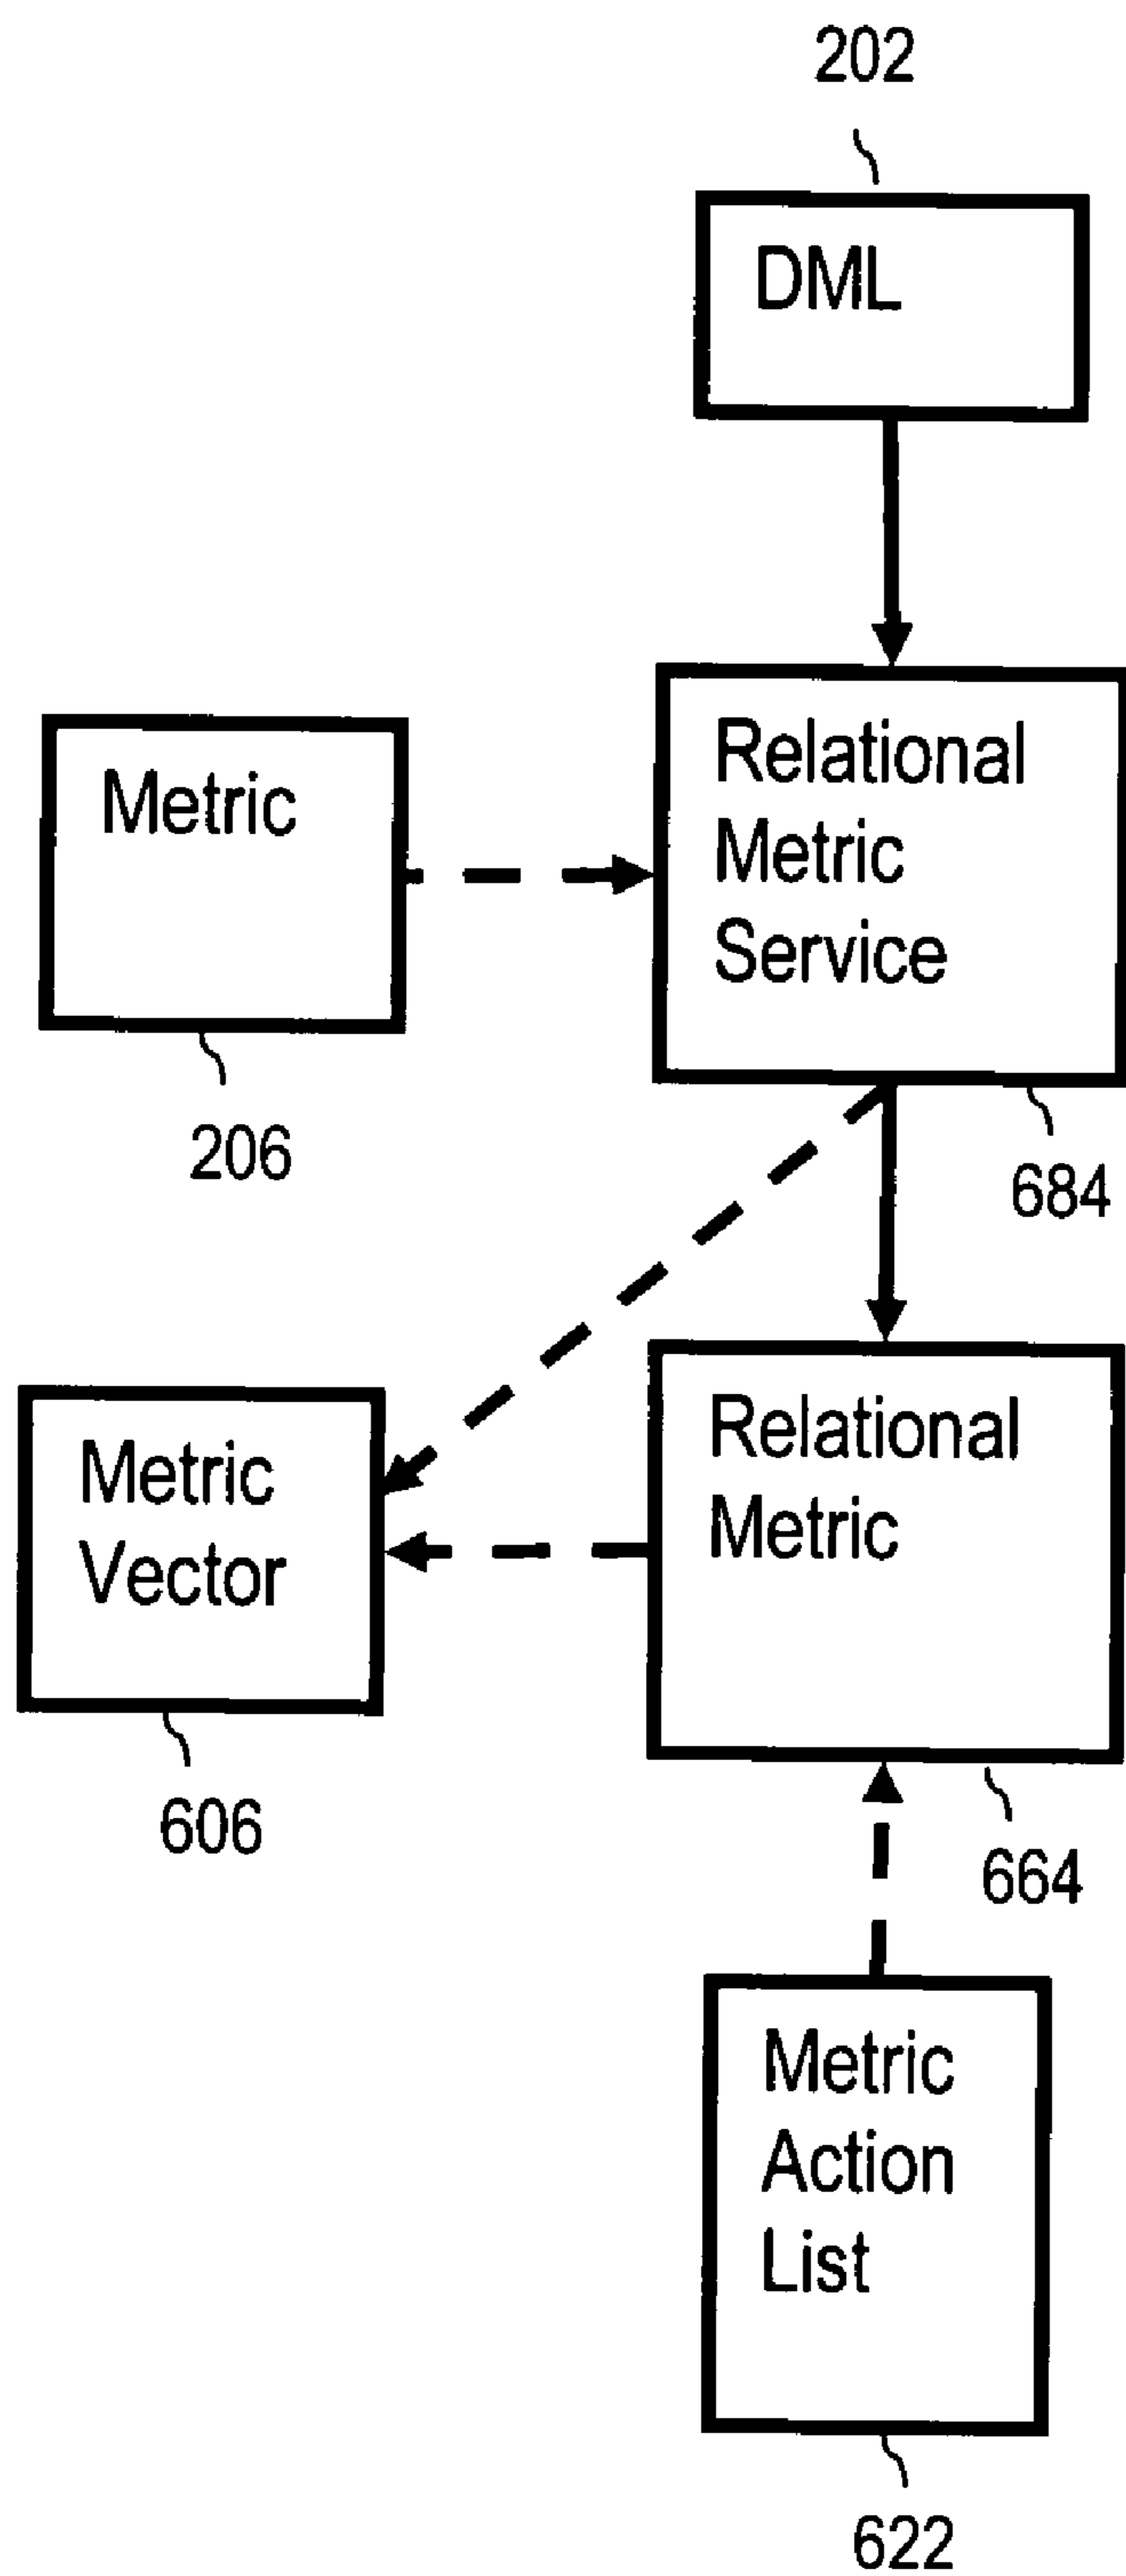 202
DML
Relational
Metric
Service
684
Metric
206
Relational
Metric
664
Metric
Vector
606
Metric
Action
List
622